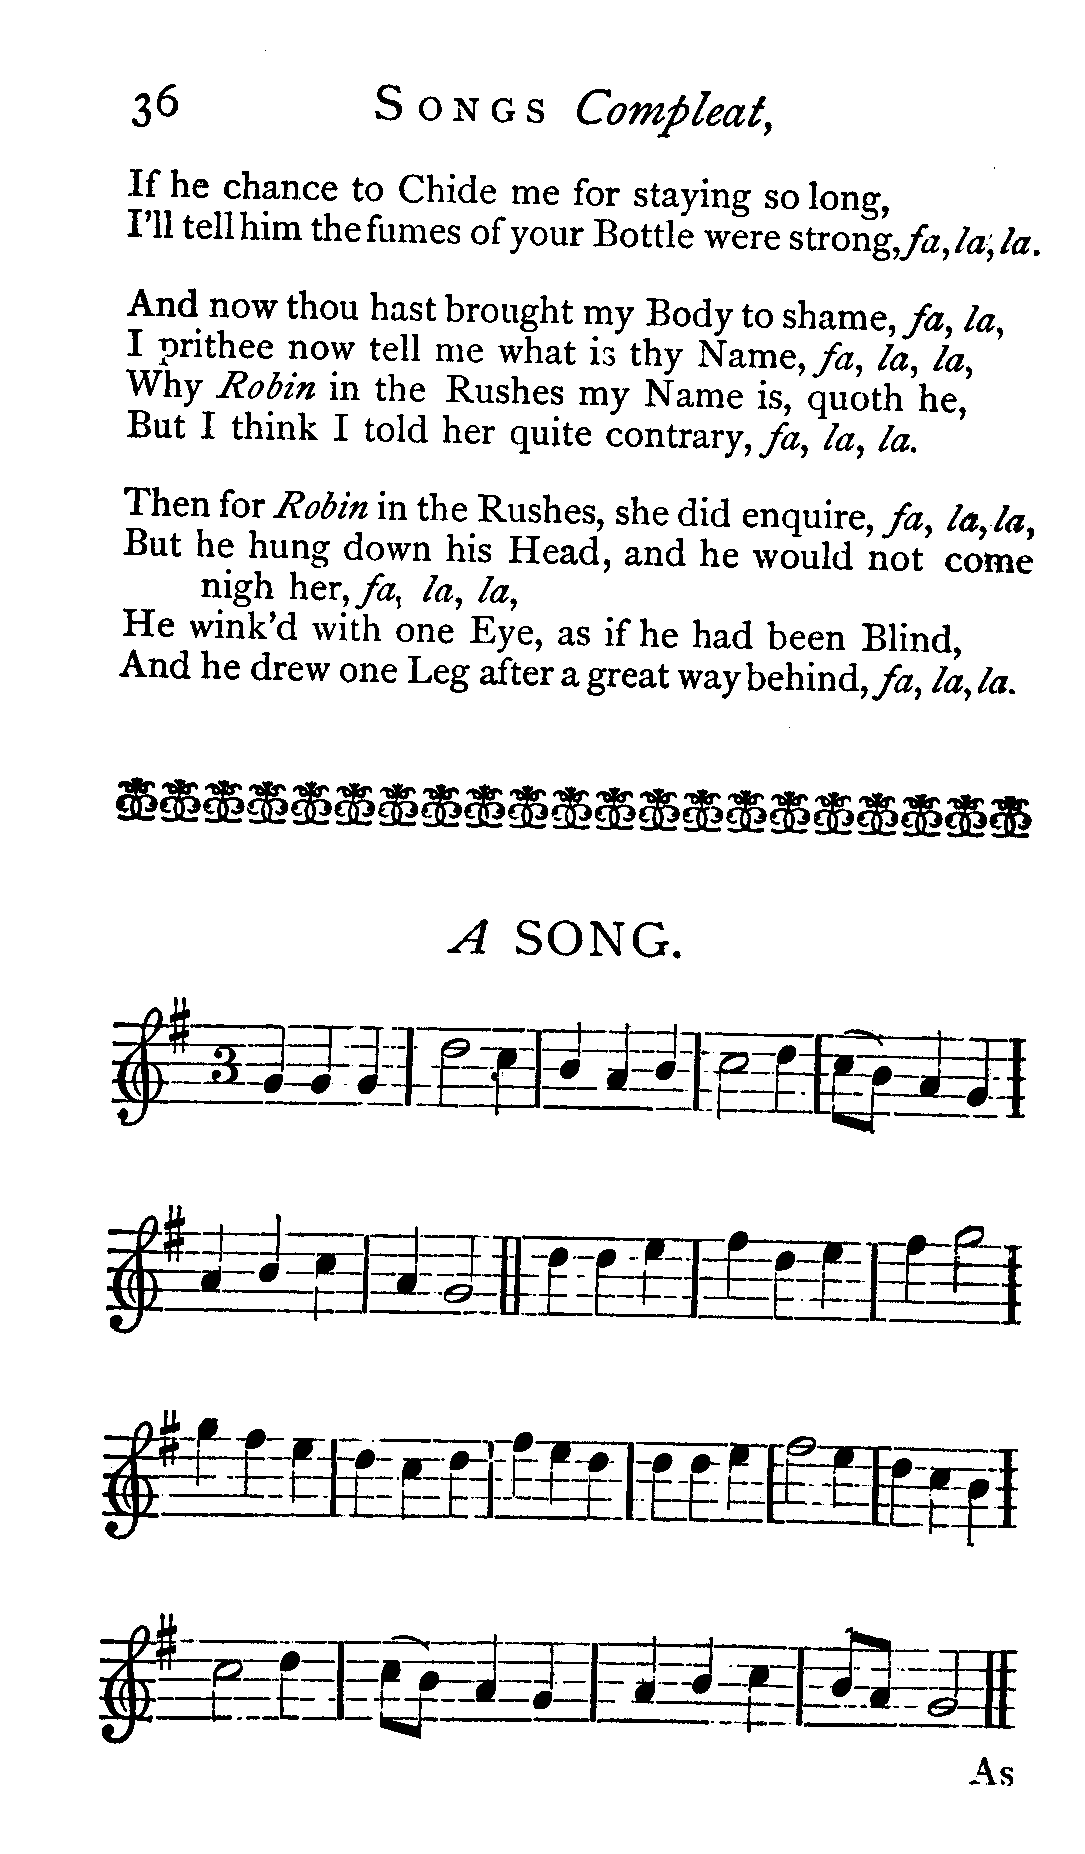 36 SONGS Compleat,
If he chance to Chide me for staying so long,
I'll tell him the fumes of your Bottle were strong, fa, la, la.
And now thou hast brought my Body to shame, fa, la,
I prithee now tell me what is thy Name, fa, la, la,
Why Robin in the Rushes my Name is, quoth he,
But I think I told her quite contrary, fa, la, la.
Then for Robin in the Rushes, she did enquire, fa, la, la,
But he hung down his Head, and he would not come
nigh her, fa, la, la,
He wink'd with one Eye, as if he had been Blind,
And he drew one Leg after a great way behind, fa, la, la.
A SONG.
3
As